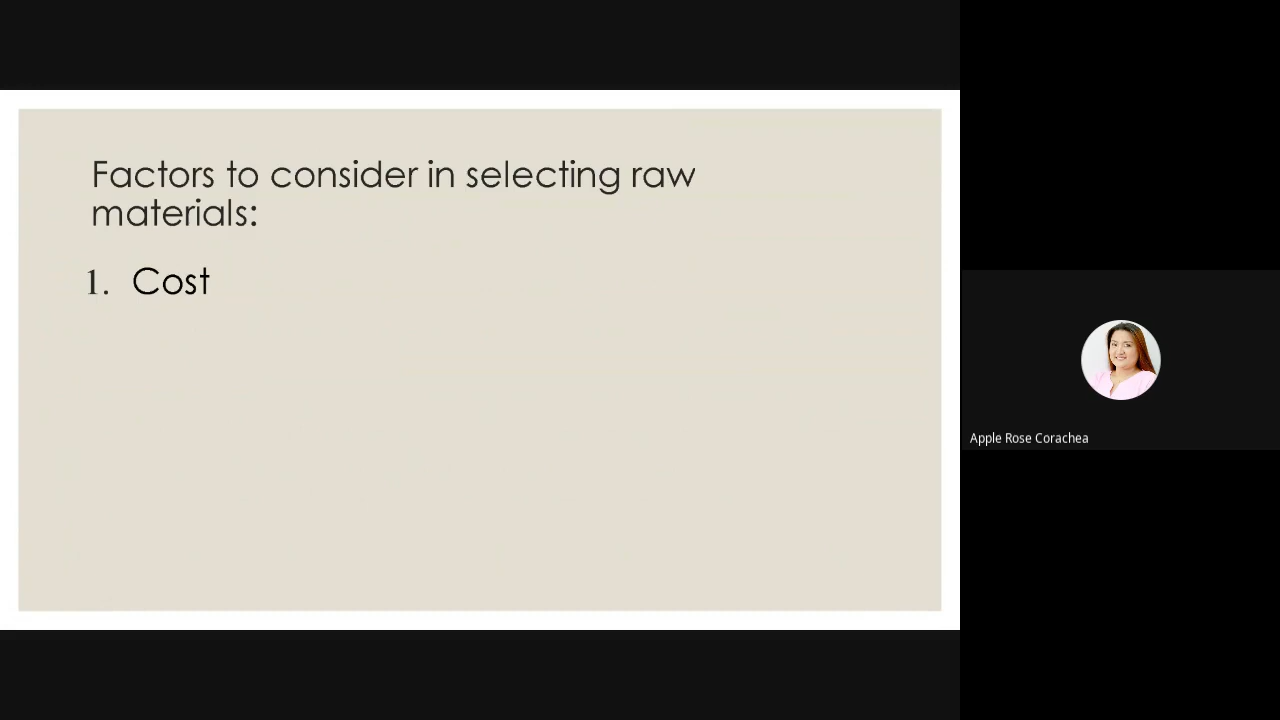 Factors to consider in selecting raw
materials:
1. Cost
Apple Rose Corachea